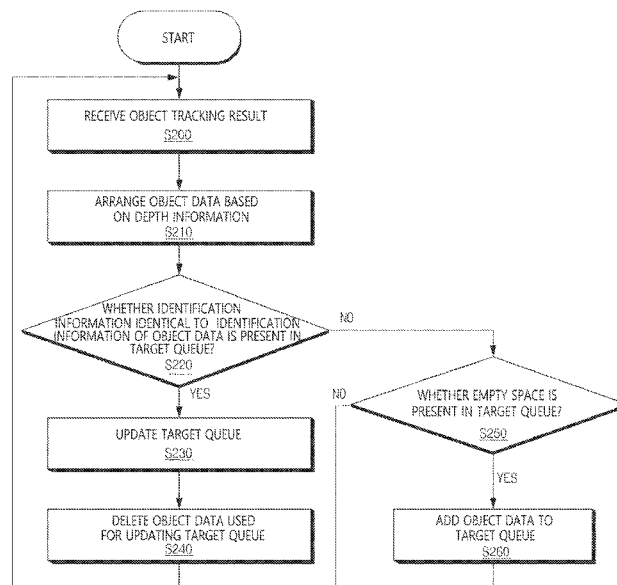 START
RECEIVE OBJECT TRACKING RESULT
S200
ARRANGE OBJECT DATA BASED
ON DEPTH INFORMATION
S210
WHETHER IDENTIFICATION
INFORMATION IDENTICAL TO IDENTIFICATION
INFORMATION OF OBJECT DATA IS PRESENT IN
TARGET QUEUE?
S220
NO
YES
UPDATE TARGET QUEUE
S230
DELETE OBJECT DATA USED
FOR UPDATING TARGET QUEUE
S240
NO
WHETHER EMPTY SPACE IS
PRESENT IN TARGET QUEUE?
S250
YES
ADD OBJECT DATA TO
TARGET QUEUE
S260